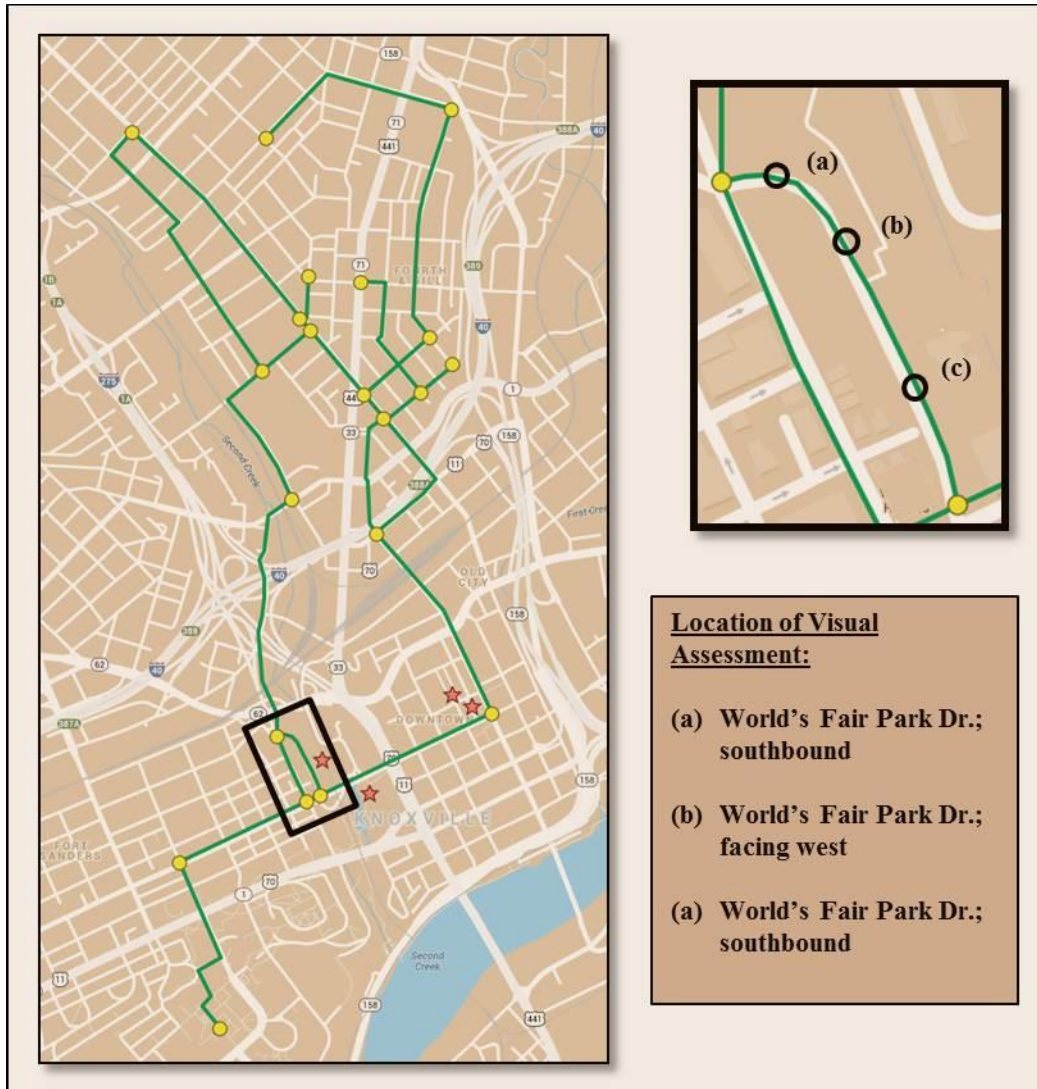 158
71
441
388A
40
71
FOURTH
& GILL
389
1B
1A
40
275
1A
441
1
33
70
158
11
Second Creek
388A
First Creek
70
OLD
CITY
40
388
158
62
40
33
387A
62
DOWNTOWN
70
11
158
KNOXVILLE
FORT
SANDERS
70
1
11
Second
Creek
158
441
(a)
(b)
(c)
Location of Visual
Assessment:
(a) World's Fair Park Dr.;
southbound
(b) World's Fair Park Dr.;
facing west
(a) World's Fair Park Dr.;
southbound